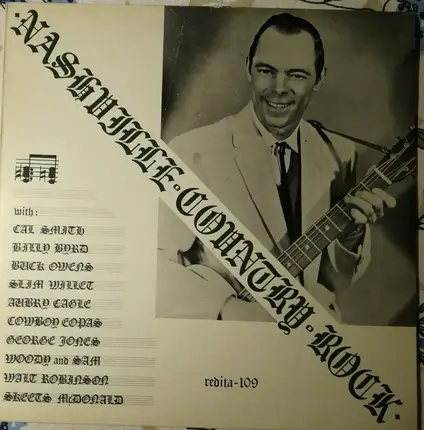 ·NASHVILLE·COUNTRY·ROCK·
with:
CAL SMITH
BILLY BYRD
BUCK OWENS
SLIM WILLET
AUBRY CAGLE
COWBOY COPAS
GEORGE JONES
WOODY and SAM
WALT ROBINSON
SKEETS McDONALD
redita-109